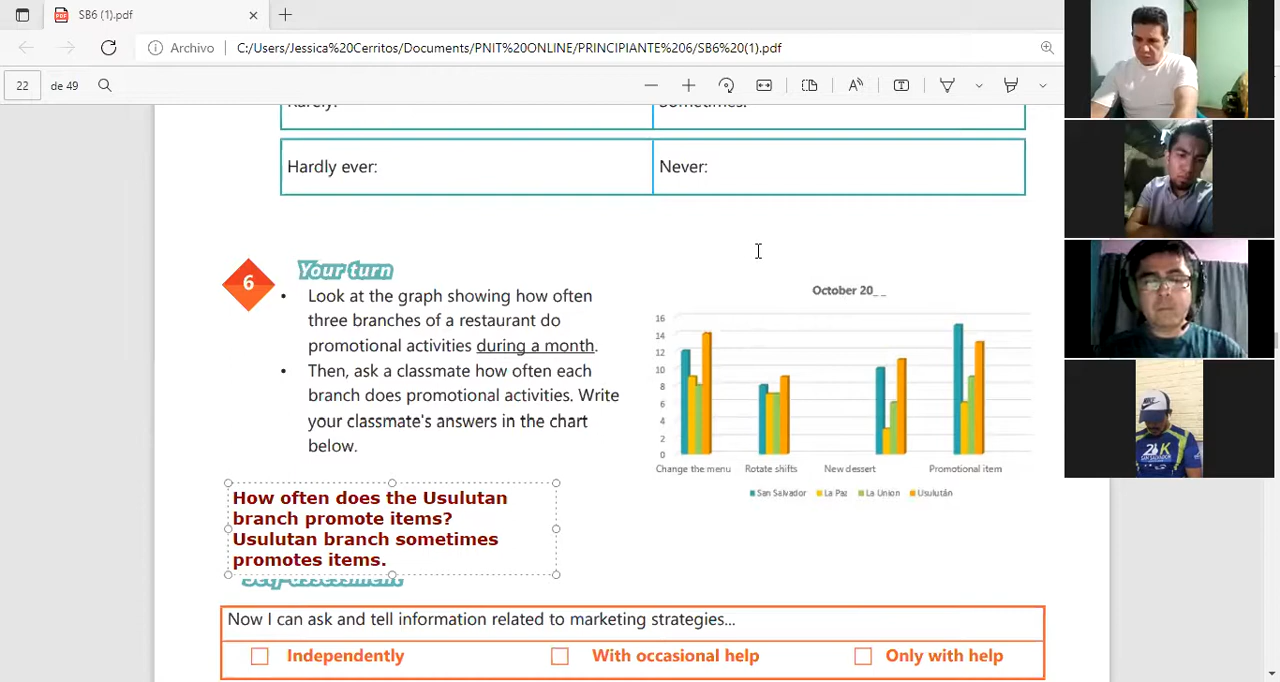 SB6 (1).pdf
Archivo
C:/Users/Jessica%20Cerritos/Documents/PNIT%20ONLINE/PRINCIPIANTE%206/SB6%20(1).pdf
22 de 49
Rarely: Sometimes:
Hardly ever: Never:
6
Your turn
• Look at the graph showing how often
three branches of a restaurant do
promotional activities during a month.
• Then, ask a classmate how often each
branch does promotional activities. Write
your classmate's answers in the chart
below.
October 20_ _
16
14
12
10
8
6
4
2
0
Change the menu Rotate shifts New dessert Promotional item
San Salvador La Paz La Union Usulután
How often does the Usulutan
branch promote items?
Usulutan branch sometimes
promotes items.
Self-assessment
Now I can ask and tell information related to marketing strategies...
Independently With occasional help Only with help